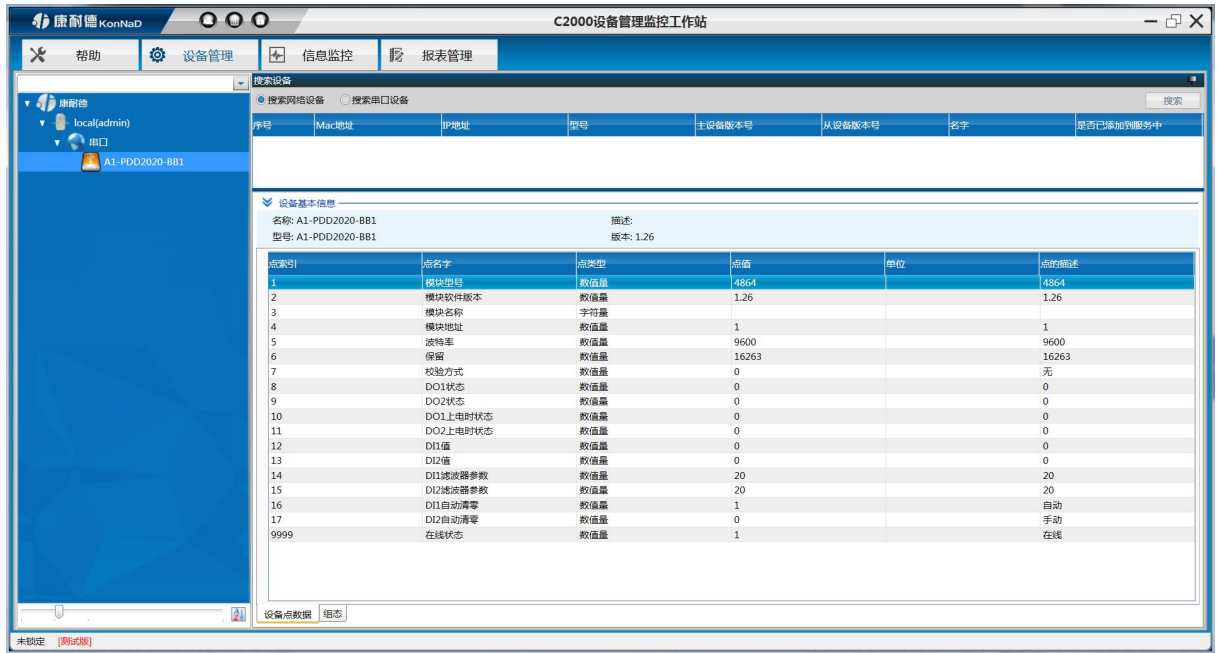 康耐德 KonNaD C2000设备管理监控工作站
帮助 设备管理 信息监控 报表管理
康耐德
local(admin)
串口
A1-PDD2020-BB1
搜索设备
搜索网络设备 搜索串口设备 搜索
序号 Mac地址 IP地址 型号 主设备版本号 从设备版本号 名字 是否已添加到服务中
设备基本信息
名称: A1-PDD2020-BB1 描述:
型号: A1-PDD2020-BB1 版本: 1.26
点索引 点名字 点类型 点值 单位 点的描述
1 模块型号 数值量 4864 4864
2 模块软件版本 数值量 1.26 1.26
3 模块名称 字符量
4 模块地址 数值量 1 1
5 波特率 数值量 9600 9600
6 保留 数值量 16263 16263
7 校验方式 数值量 0 无
8 DO1状态 数值量 0 0
9 DO2状态 数值量 0 0
10 DO1上电时状态 数值量 0 0
11 DO2上电时状态 数值量 0 0
12 DI1值 数值量 0 0
13 DI2值 数值量 0 0
14 DI1滤波器参数 数值量 20 20
15 DI2滤波器参数 数值量 20 20
16 DI1自动清零 数值量 1 自动
17 DI2自动清零 数值量 0 手动
9999 在线状态 数值量 1 在线
设备点数据 组态
未锁定 [测试版]